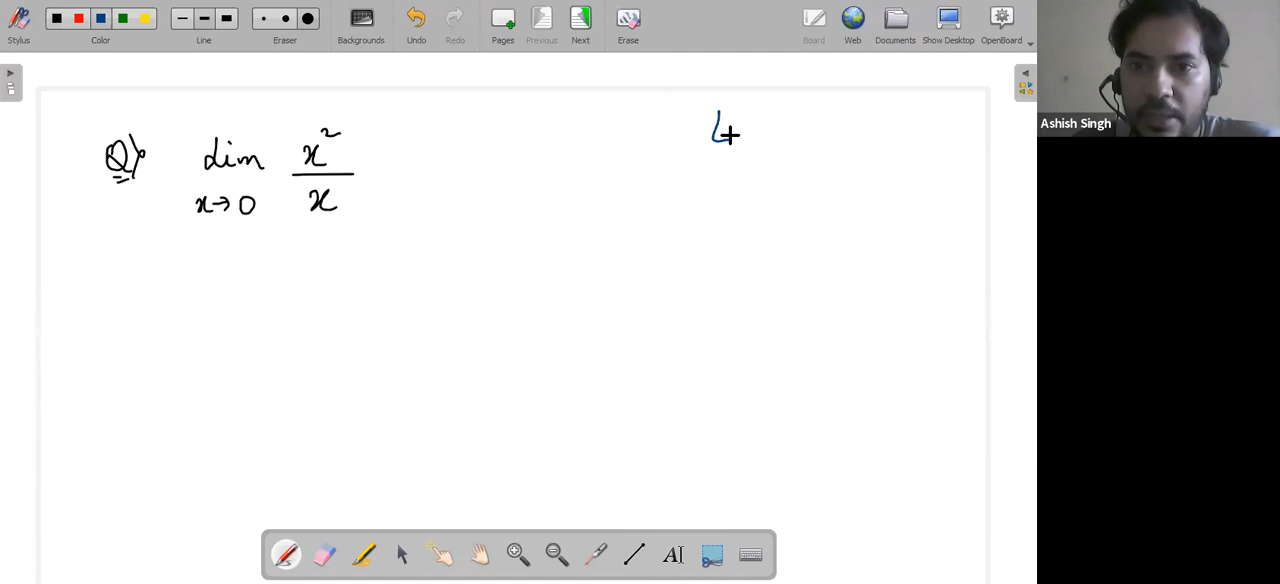 Stylus Color Line Eraser Backgrounds Undo Redo Pages Previous Next Erase Board Web Documents Show Desktop OpenBoard
Ashish Singh
Q) Lim x² / x
x→0
L
AI